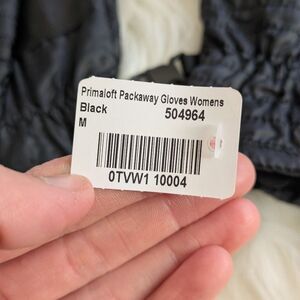 Primaloft Packaway Gloves Womens
Black 504964
M
0TVW1 10004